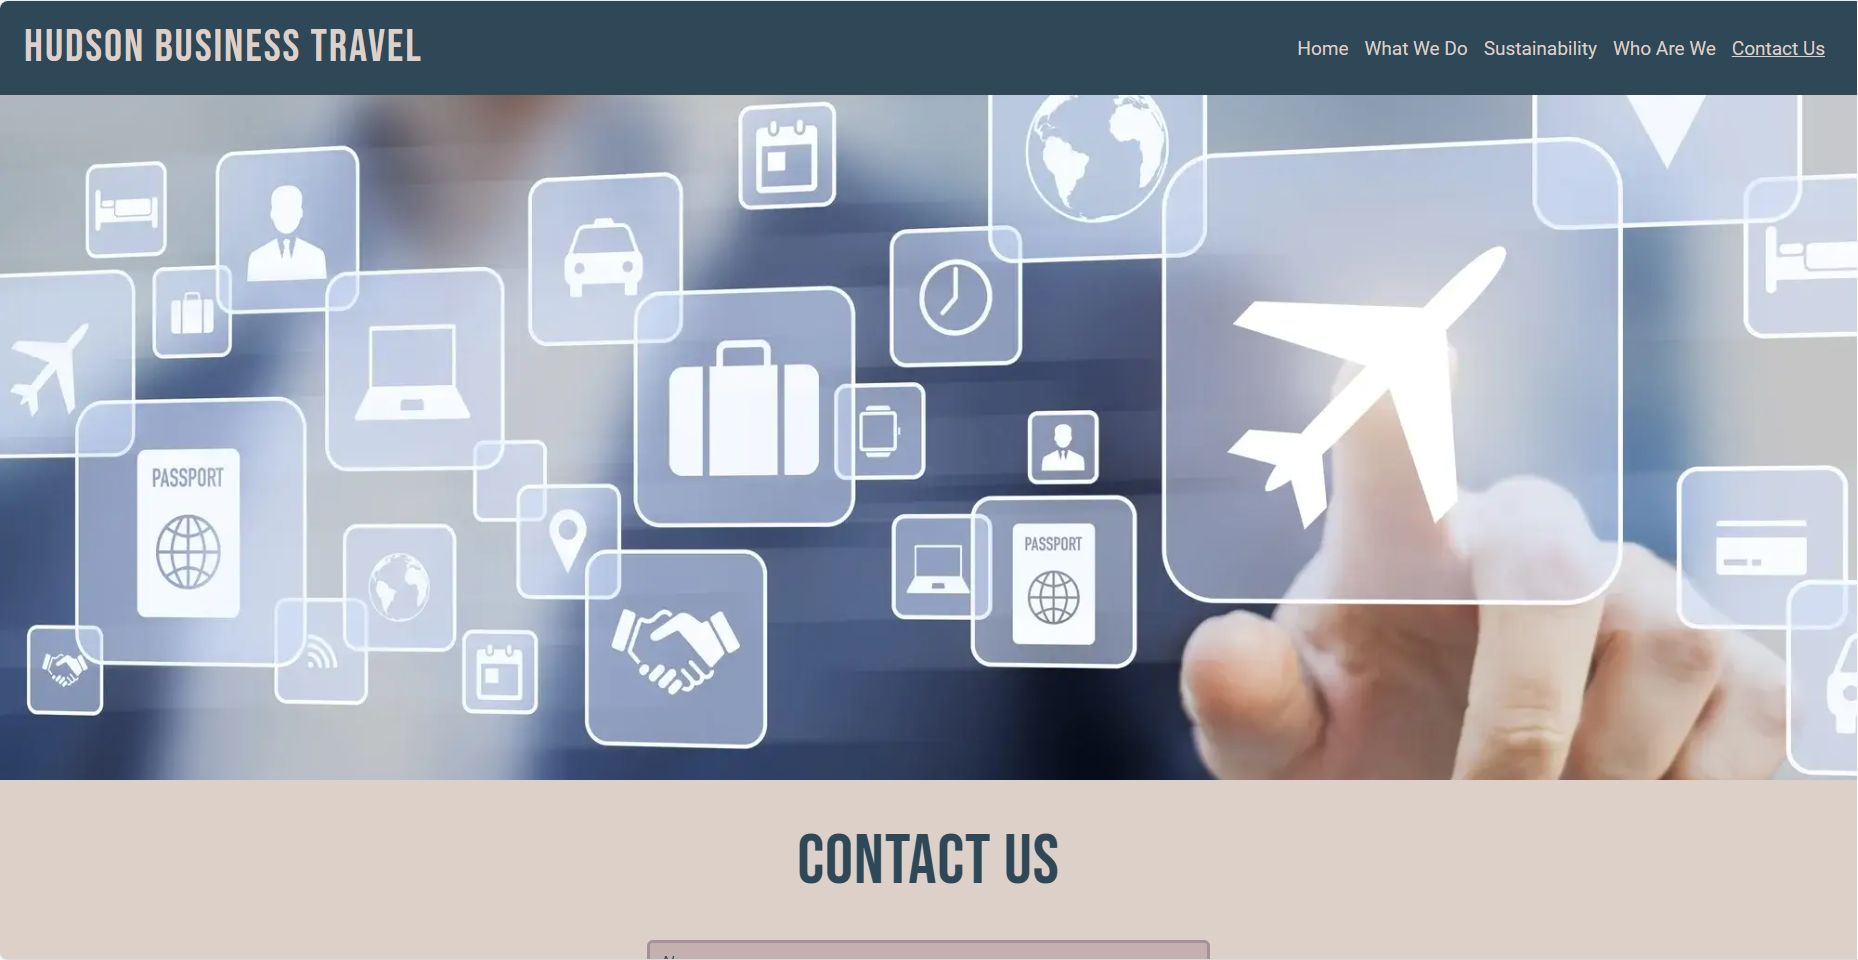 HUDSON BUSINESS TRAVEL
Home What We Do Sustainability Who Are We Contact Us
PASSPORT
PASSPORT
CONTACT US